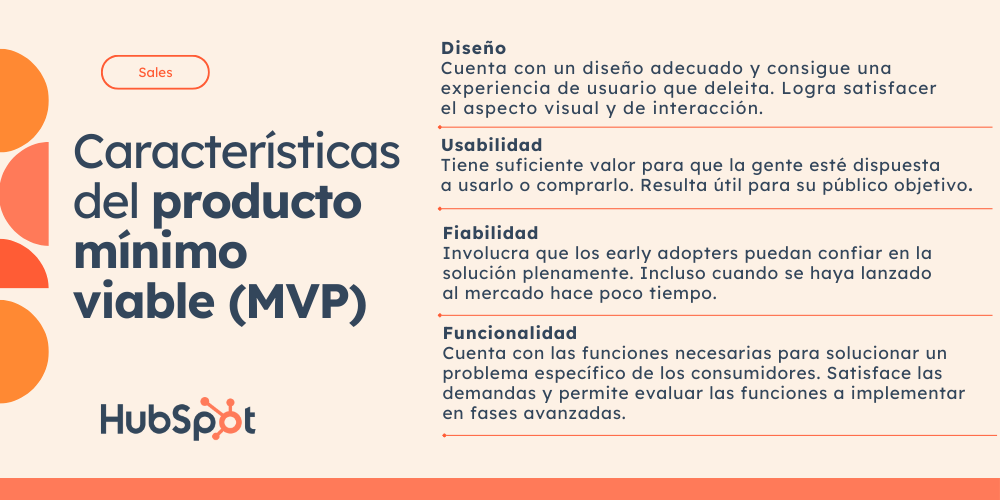 Sales
Características
del producto
mínimo
viable (MVP)
HubSpot
Diseño
Cuenta con un diseño adecuado y consigue una
experiencia de usuario que deleita. Logra satisfacer
el aspecto visual y de interacción.
Usabilidad
Tiene suficiente valor para que la gente esté dispuesta
a usarlo o comprarlo. Resulta útil para su público objetivo.
Fiabilidad
Involucra que los early adopters puedan confiar en la
solución plenamente. Incluso cuando se haya lanzado
al mercado hace poco tiempo.
Funcionalidad
Cuenta con las funciones necesarias para solucionar un
problema específico de los consumidores. Satisface las
demandas y permite evaluar las funciones a implementar
en fases avanzadas.